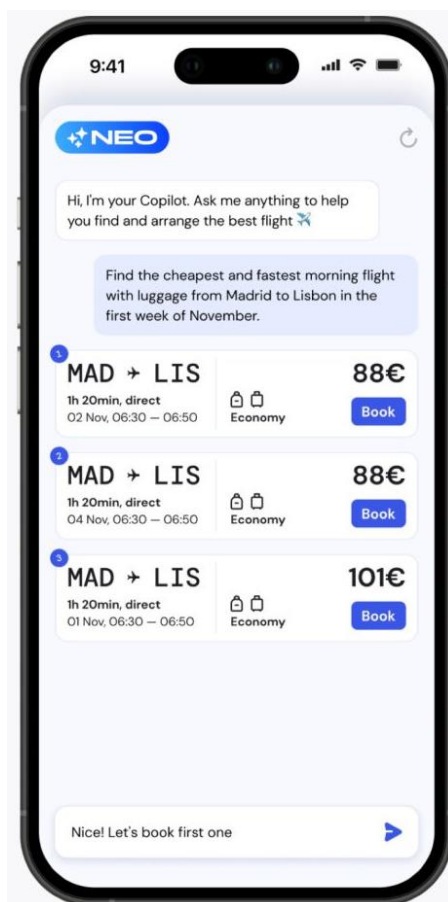 9:41
NEO
Hi, I'm your Copilot. Ask me anything to help
you find and arrange the best flight ✈️
Find the cheapest and fastest morning flight
with luggage from Madrid to Lisbon in the
first week of November.
1
MAD ✈ LIS
88€
1h 20min, direct
02 Nov, 06:30 — 06:50
Economy
Book
2
MAD ✈ LIS
88€
1h 20min, direct
04 Nov, 06:30 — 06:50
Economy
Book
3
MAD ✈ LIS
101€
1h 20min, direct
01 Nov, 06:30 — 06:50
Economy
Book
Nice! Let's book first one